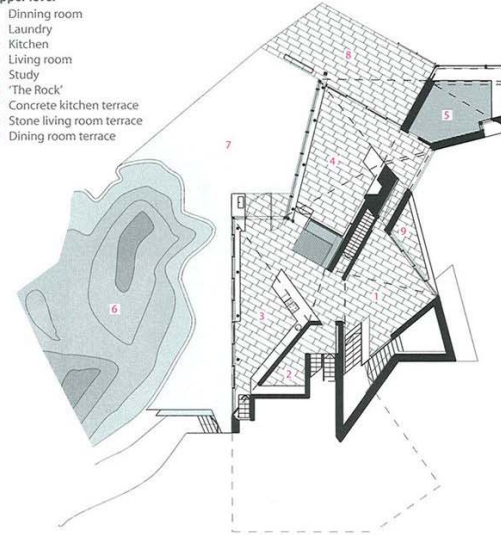 Dinning room
Laundry
Kitchen
Living room
Study
'The Rock'
Concrete kitchen terrace
Stone living room terrace
Dining room terrace
8
5
7
4
9
6
1
3
2